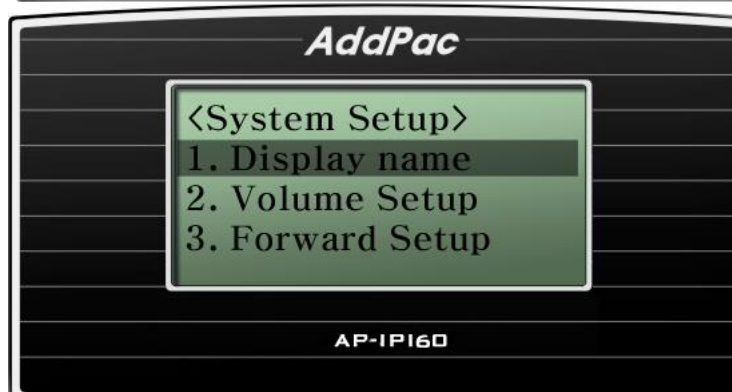 AddPac
<System Setup>
1. Display name
2. Volume Setup
3. Forward Setup
AP-IP160